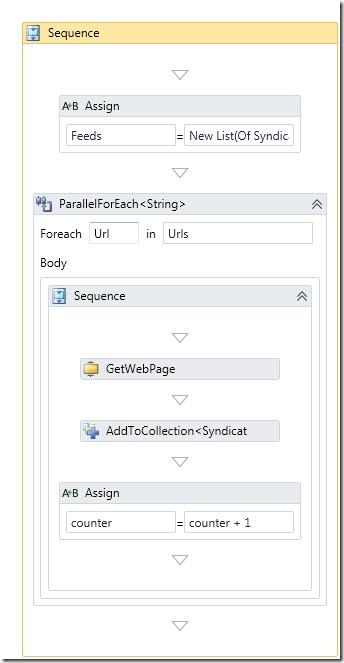 Sequence
A+B Assign
Feeds = New List(Of Syndic
ParallelForEach<String>
Foreach Url in Urls
Body
Sequence
GetWebPage
AddToCollection<Syndicat
A+B Assign
counter = counter + 1